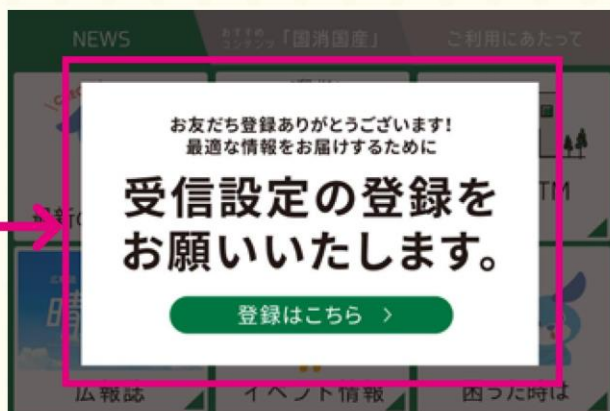 NEWS
おすすめ
コンテンツ 「国消国産」
ご利用にあたって
お友だち登録ありがとうございます!
最適な情報をお届けするために
受信設定の登録を
お願いいたします。
登録はこちら >
TM
晴
広報誌
イベント情報
困った時は